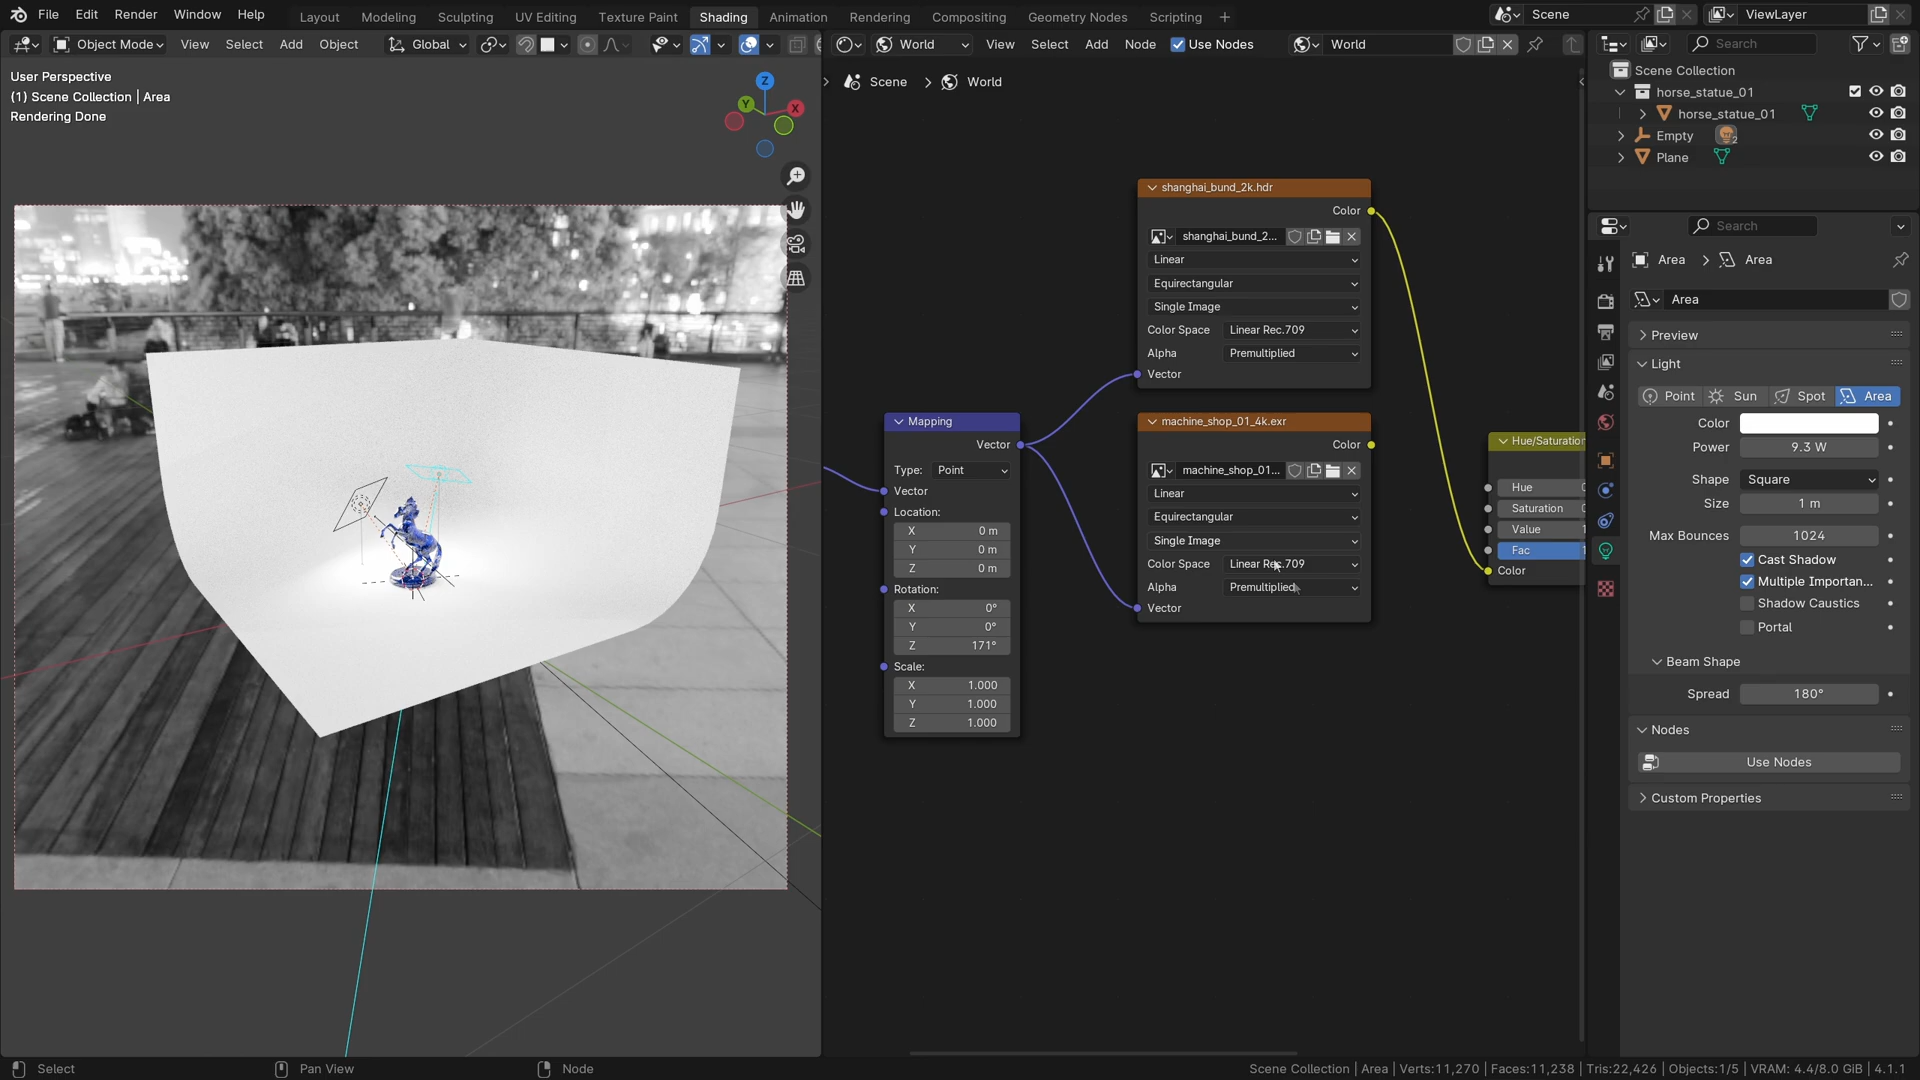 File Edit Render Window Help
Layout Modeling Sculpting UV Editing Texture Paint Shading Animation Rendering Compositing Geometry Nodes Scripting +
Scene
ViewLayer
Object Mode View Select Add Object Global
World View Select Add Node Use Nodes World
Search
User Perspective
(1) Scene Collection | Area
Rendering Done
Z
Y
X
Scene > World
shanghai_bund_2k.hdr
Color
shanghai_bund_2...
Linear
Equirectangular
Single Image
Color Space Linear Rec.709
Alpha Premultiplied
Vector
Mapping
Vector
Type: Point
Vector
Location:
X 0 m
Y 0 m
Z 0 m
Rotation:
X 0°
Y 0°
Z 171°
Scale:
X 1.000
Y 1.000
Z 1.000
machine_shop_01_4k.exr
Color
machine_shop_01...
Linear
Equirectangular
Single Image
Color Space Linear Rec.709
Alpha Premultiplied
Vector
Hue/Saturation
Hue
Saturation
Value
Fac
Color
Scene Collection
horse_statue_01
horse_statue_01
Empty 2
Plane
Search
Area > Area
Area
Preview
Light
Point Sun Spot Area
Color
Power 9.3 W
Shape Square
Size 1 m
Max Bounces 1024
Cast Shadow
Multiple Importan...
Shadow Caustics
Portal
Beam Shape
Spread 180°
Nodes
Use Nodes
Custom Properties
Select Pan View Node
Scene Collection | Area | Verts:11,270 | Faces:11,238 | Tris:22,426 | Objects:1/5 | VRAM: 4.4/8.0 GiB | 4.1.1